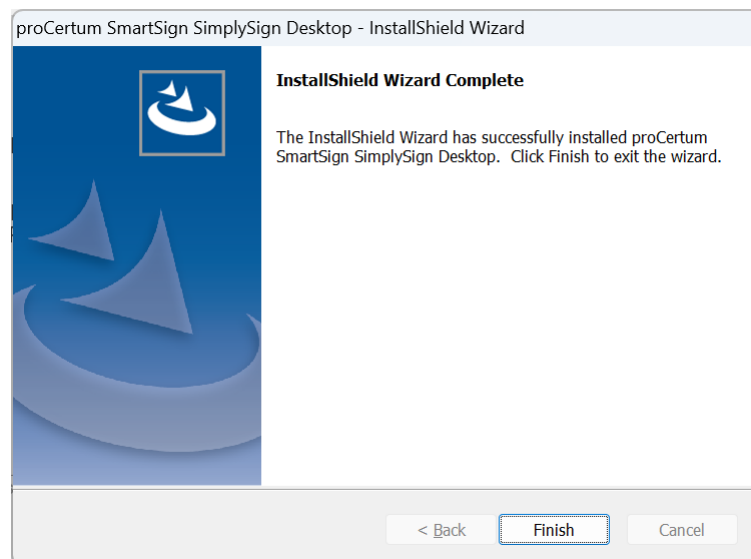 proCertum SmartSign SimplySign Desktop - InstallShield Wizard
InstallShield Wizard Complete
The InstallShield Wizard has successfully installed proCertum
SmartSign SimplySign Desktop. Click Finish to exit the wizard.
< Back
Finish
Cancel